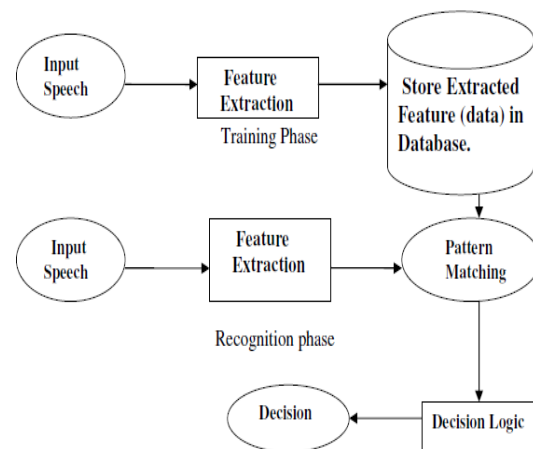 Input
Speech
Feature
Extraction
Training Phase
Store Extracted
Feature (data) in
Database.
Input
Speech
Feature
Extraction
Pattern
Matching
Recognition phase
Decision
Decision Logic